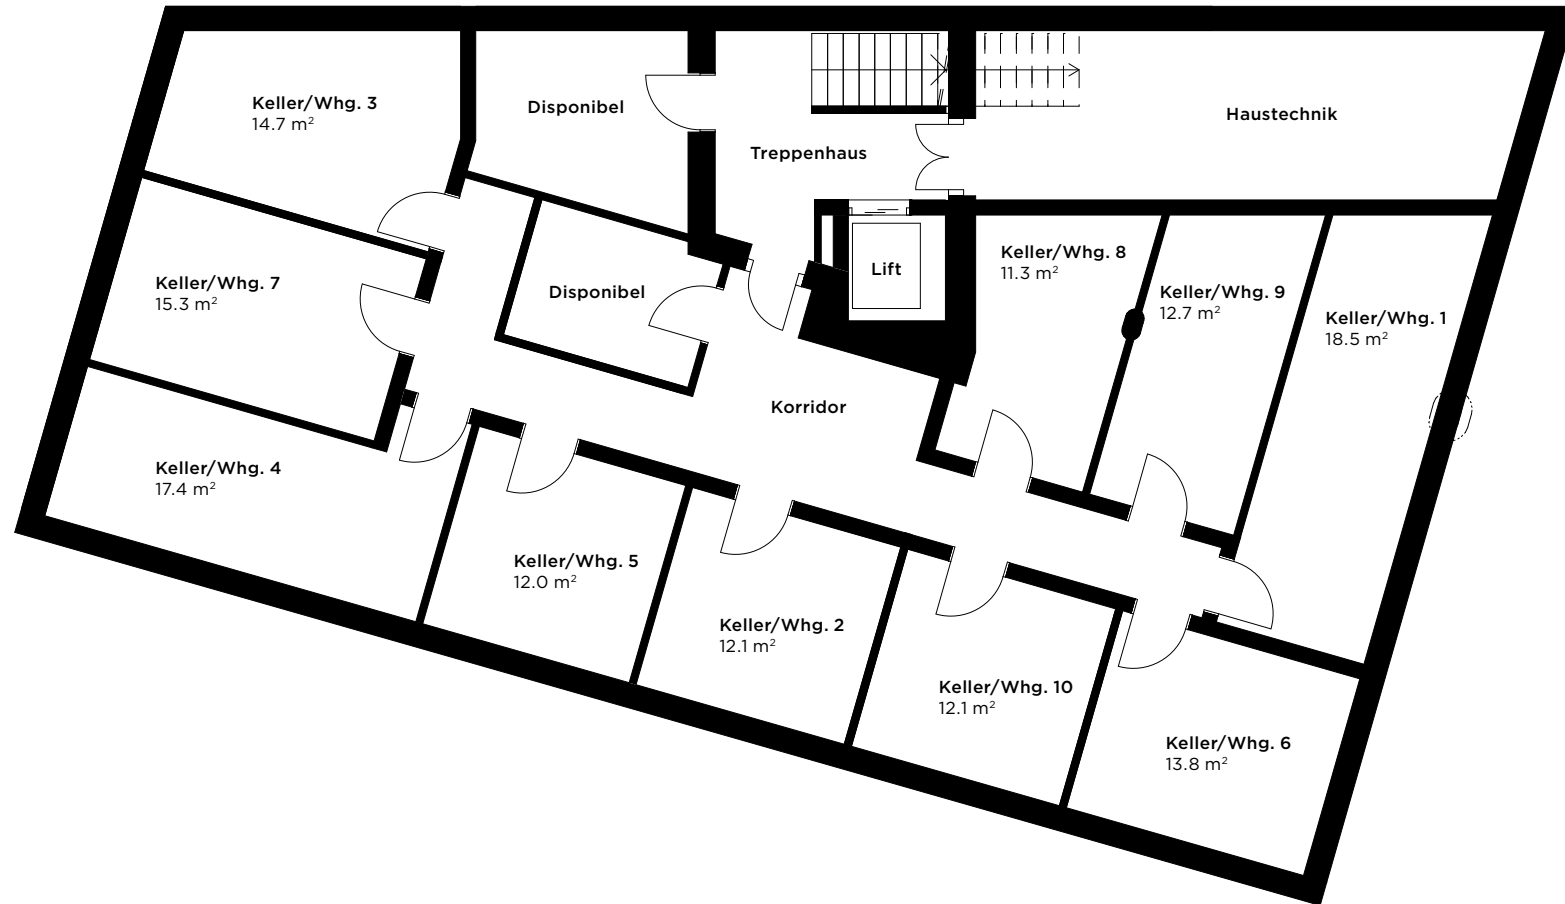 Keller/Whg. 3
14.7 m²
Disponibel
Treppenhaus
Haustechnik
Keller/Whg. 7
15.3 m²
Disponibel
Lift
Keller/Whg. 8
11.3 m²
Keller/Whg. 9
12.7 m²
Keller/Whg. 1
18.5 m²
Korridor
Keller/Whg. 4
17.4 m²
Keller/Whg. 5
12.0 m²
Keller/Whg. 2
12.1 m²
Keller/Whg. 10
12.1 m²
Keller/Whg. 6
13.8 m²